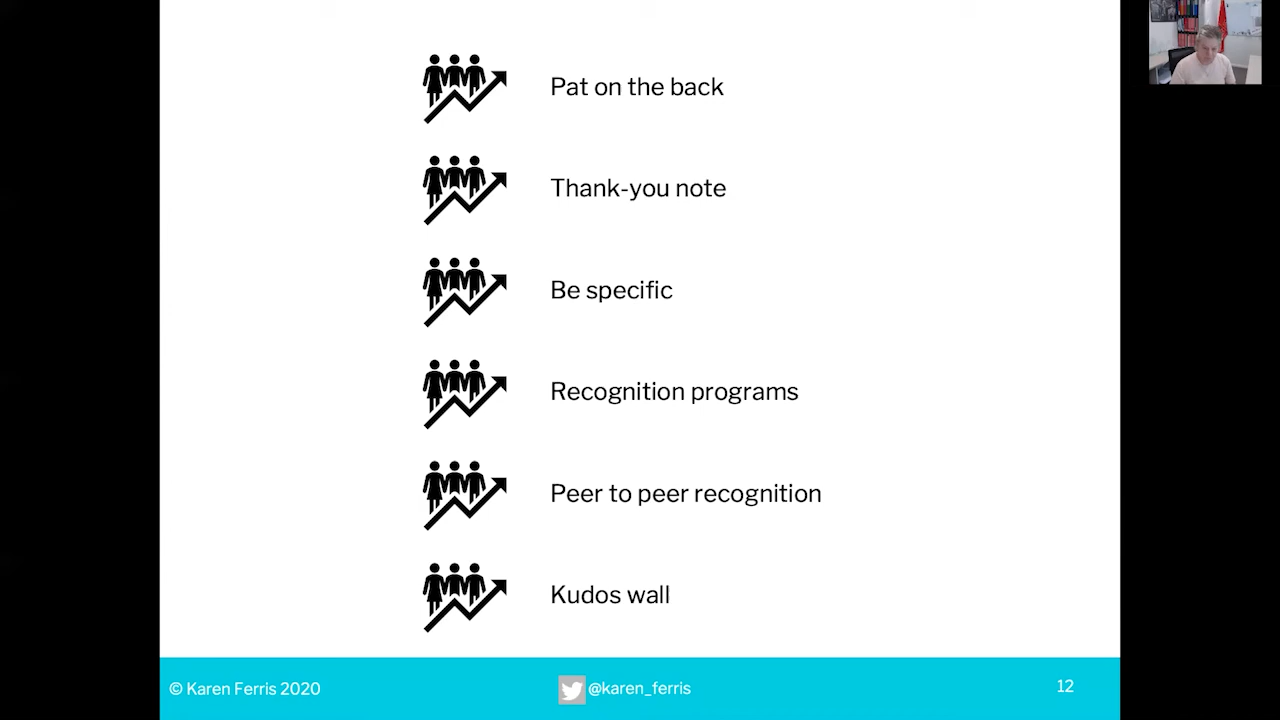 Pat on the back
Thank-you note
Be specific
Recognition programs
Peer to peer recognition
Kudos wall
© Karen Ferris 2020
@karen_ferris
12